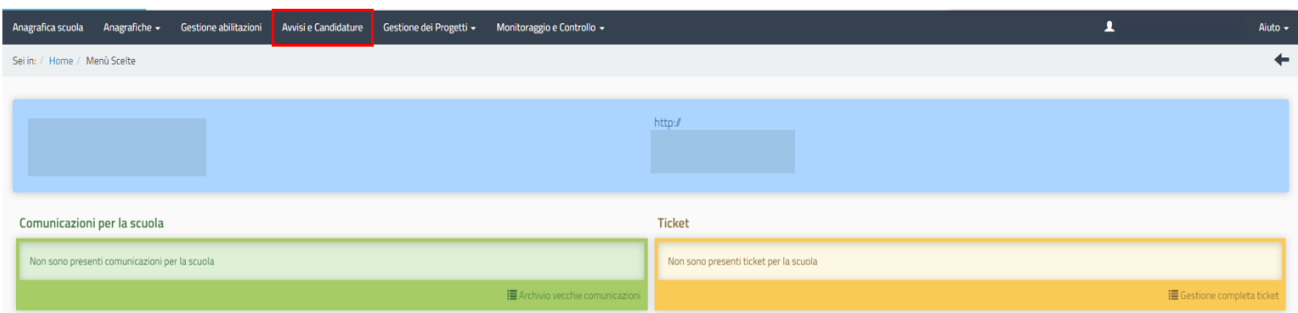 Anagrafica scuola Anagrafiche Gestione abilitazioni Avvisi e Candidature Gestione dei Progetti Monitoraggio e Controllo Aiuto
Sei in: / Home / Menù Scelte
http://
Comunicazioni per la scuola
Non sono presenti comunicazioni per la scuola
Archivio vecchie comunicazioni
Ticket
Non sono presenti ticket per la scuola
Gestione completa ticket